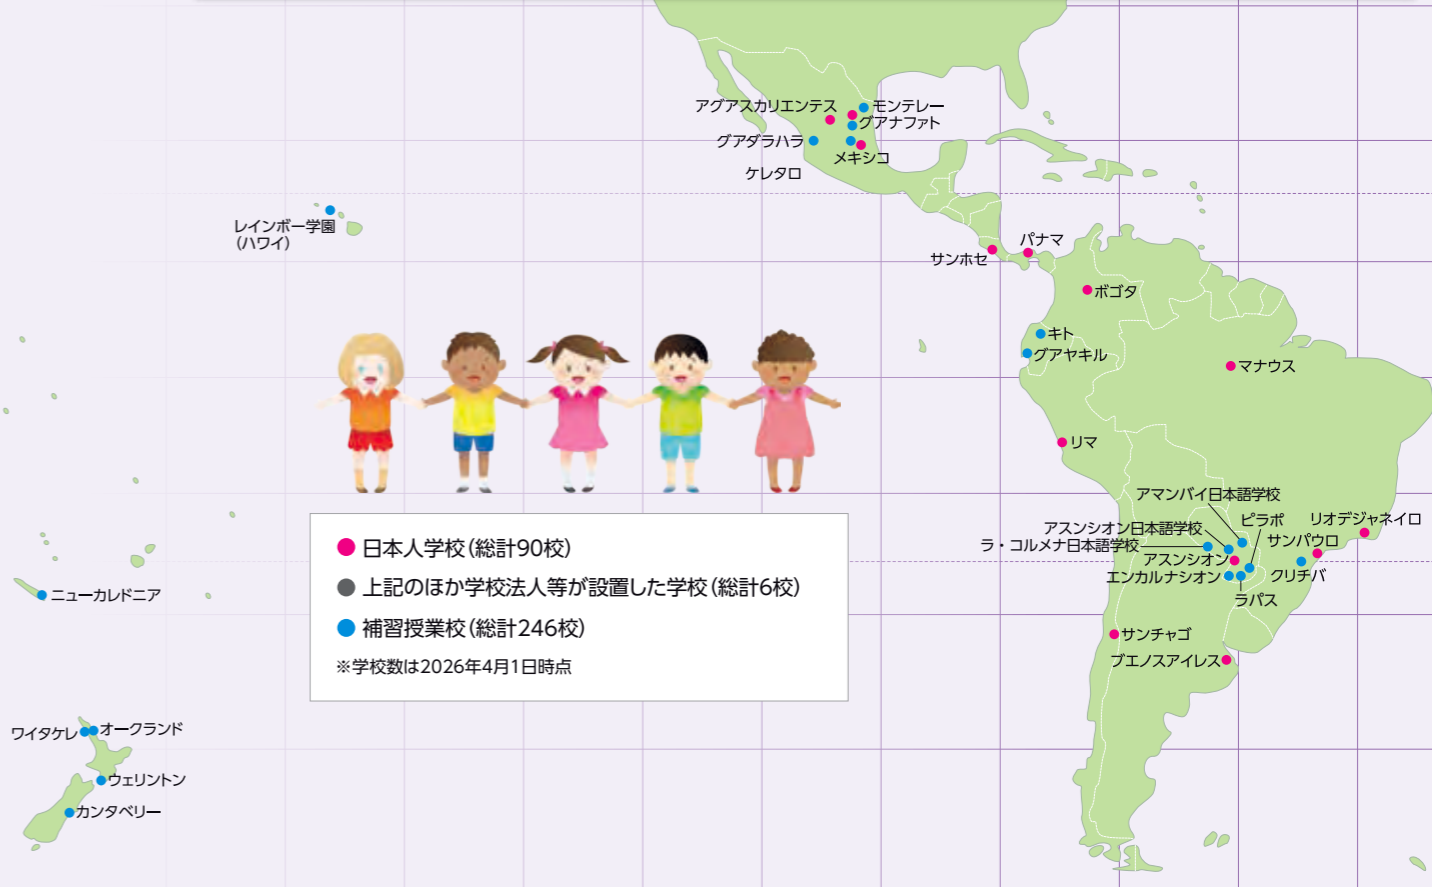 アグアスカリエンテス
モンテレー
グアナファト
グアダラハラ
メキシコ
ケレタロ
レインボー学園
（ハワイ）
サンホセ
パナマ
ボゴタ
キト
グアヤキル
マナウス
リマ
アマンバイ日本語学校
アスンシオン日本語学校
ピラポ
リオデジャネイロ
ラ・コルメナ日本語学校
サンパウロ
アスンシオン
エンカルナシオン
クリチバ
ラパス
サンチャゴ
ブエノスアイレス
日本人学校（総計90校）
上記のほか学校法人等が設置した学校（総計6校）
補習授業校（総計246校）
※学校数は2026年4月1日時点
ニューカレドニア
ワイタケレ
オークランド
ウェリントン
カンタベリー